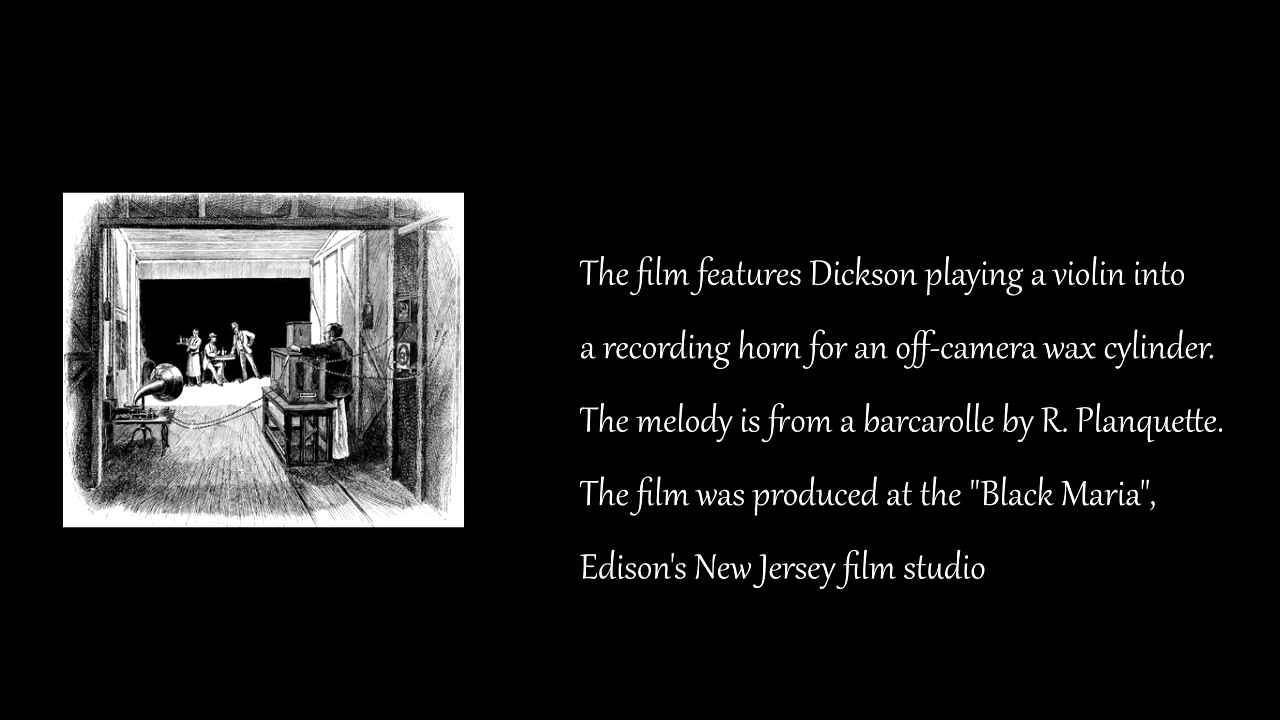 The film features Dickson playing a violin into
a recording horn for an off-camera wax cylinder.
The melody is from a barcarolle by R. Planquette.
The film was produced at the "Black Maria",
Edison's New Jersey film studio